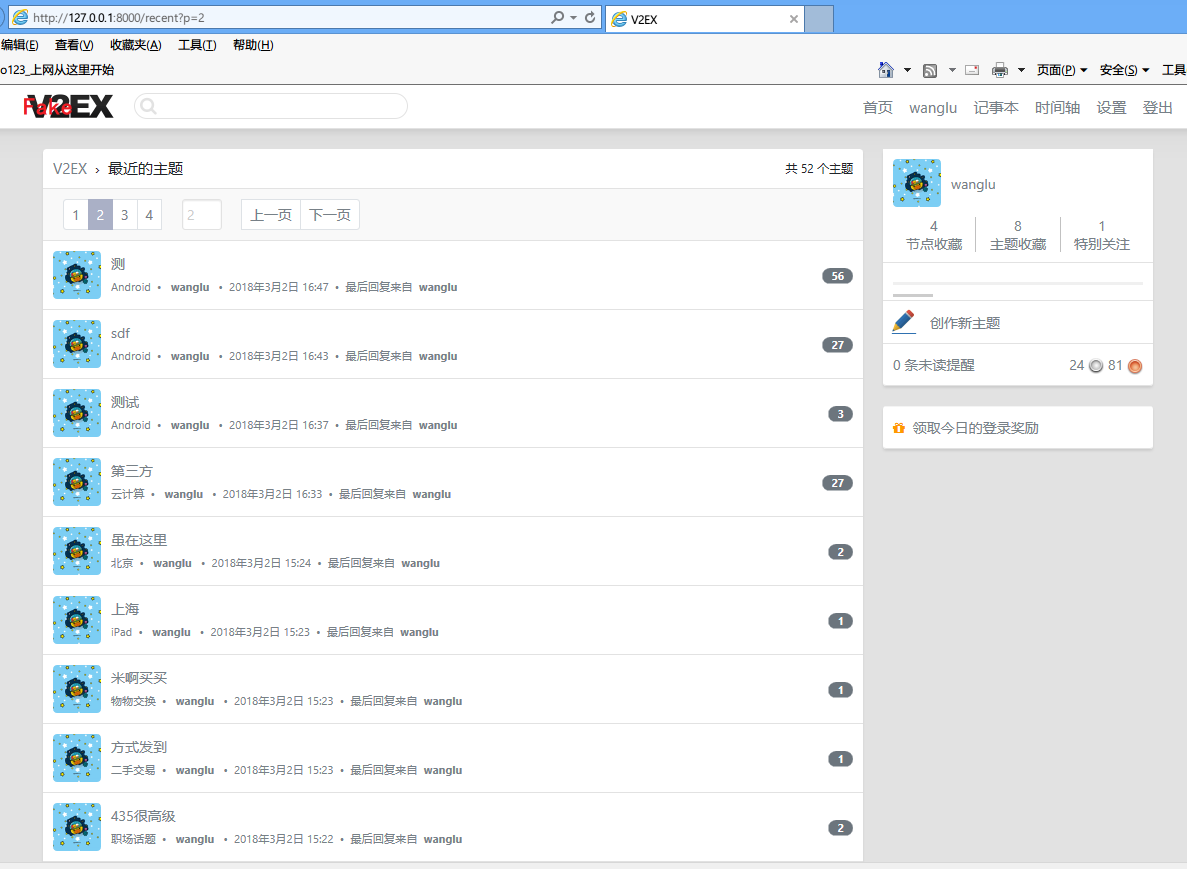 http://127.0.0.1:8000/recent?p=2
V2EX
编辑(E) 查看(V) 收藏夹(A) 工具(T) 帮助(H)
o123_上网从这里开始
页面(P) 安全(S) 工具
V2EX
Fake
首页 wanglu 记事本 时间轴 设置 登出
V2EX › 最近的主题
共 52 个主题
1 2 3 4 2 上一页 下一页
测
Android • wanglu • 2018年3月2日 16:47 • 最后回复来自 wanglu
56
sdf
Android • wanglu • 2018年3月2日 16:43 • 最后回复来自 wanglu
27
测试
Android • wanglu • 2018年3月2日 16:37 • 最后回复来自 wanglu
3
第三方
云计算 • wanglu • 2018年3月2日 16:33 • 最后回复来自 wanglu
27
虽在这里
北京 • wanglu • 2018年3月2日 15:24 • 最后回复来自 wanglu
2
上海
iPad • wanglu • 2018年3月2日 15:23 • 最后回复来自 wanglu
1
米啊买买
物物交换 • wanglu • 2018年3月2日 15:23 • 最后回复来自 wanglu
1
方式发到
二手交易 • wanglu • 2018年3月2日 15:23 • 最后回复来自 wanglu
1
435很高级
职场话题 • wanglu • 2018年3月2日 15:22 • 最后回复来自 wanglu
2
wanglu
4 8 1
节点收藏 主题收藏 特别关注
创作新主题
0 条未读提醒 24 81
领取今日的登录奖励